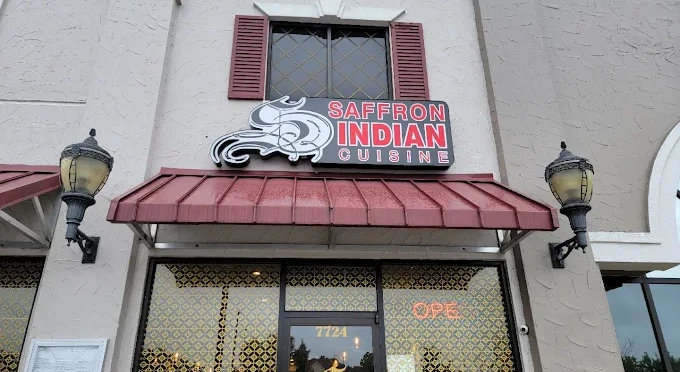 SAFFRON
INDIAN
CUISINE
OPE
7724